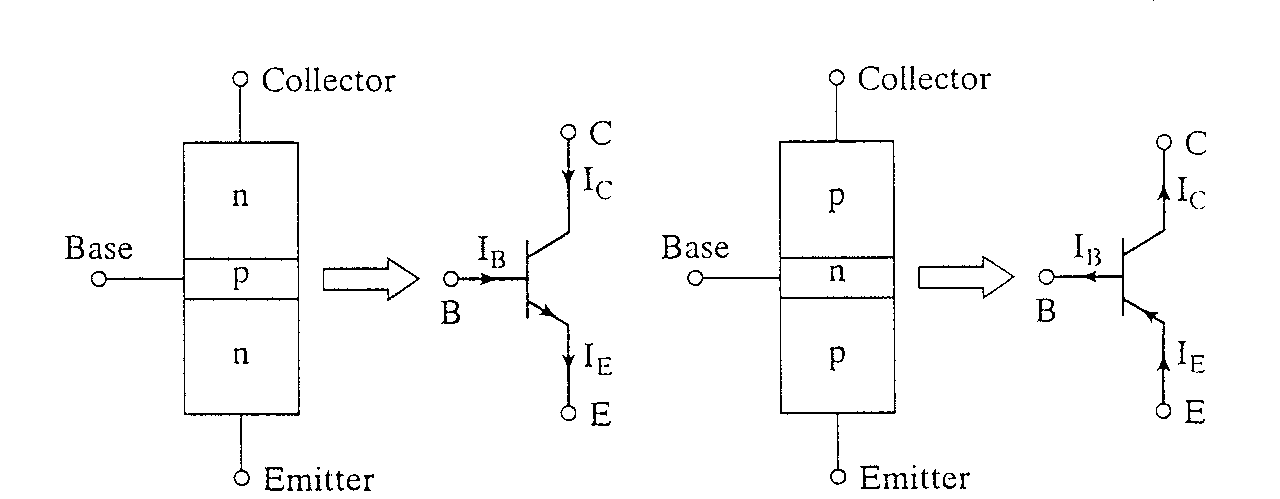 Collector
n
Base
p
n
Emitter
C
I_C
I_B
B
I_E
E
Collector
p
Base
n
p
Emitter
C
I_C
I_B
B
I_E
E